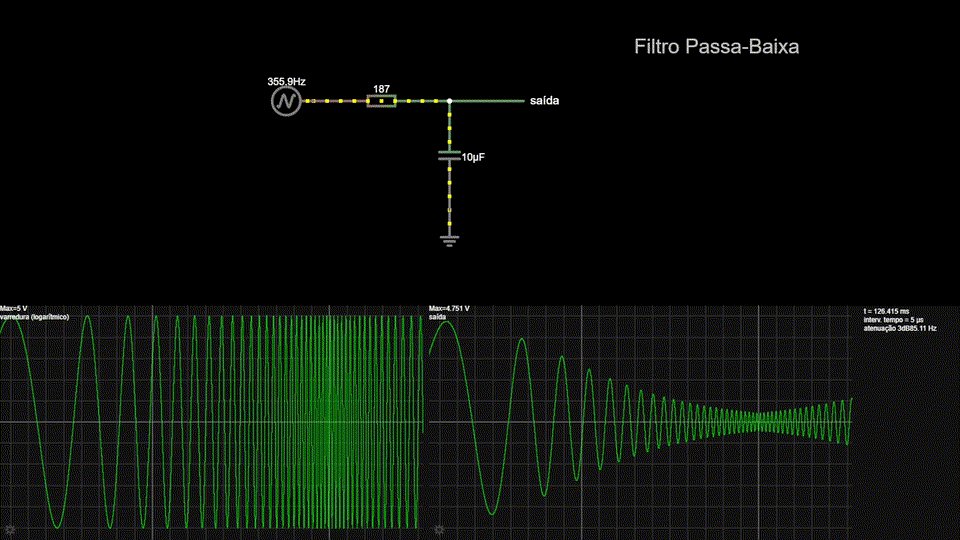 Filtro Passa-Baixa
355.9Hz
187
saída
10µF
Max=5 V
varredura (logarítmico)
Max=4.751 V
saída
t = 126.415 ms
interv. tempo = 5 µs
atenuação 3dB85.11 Hz